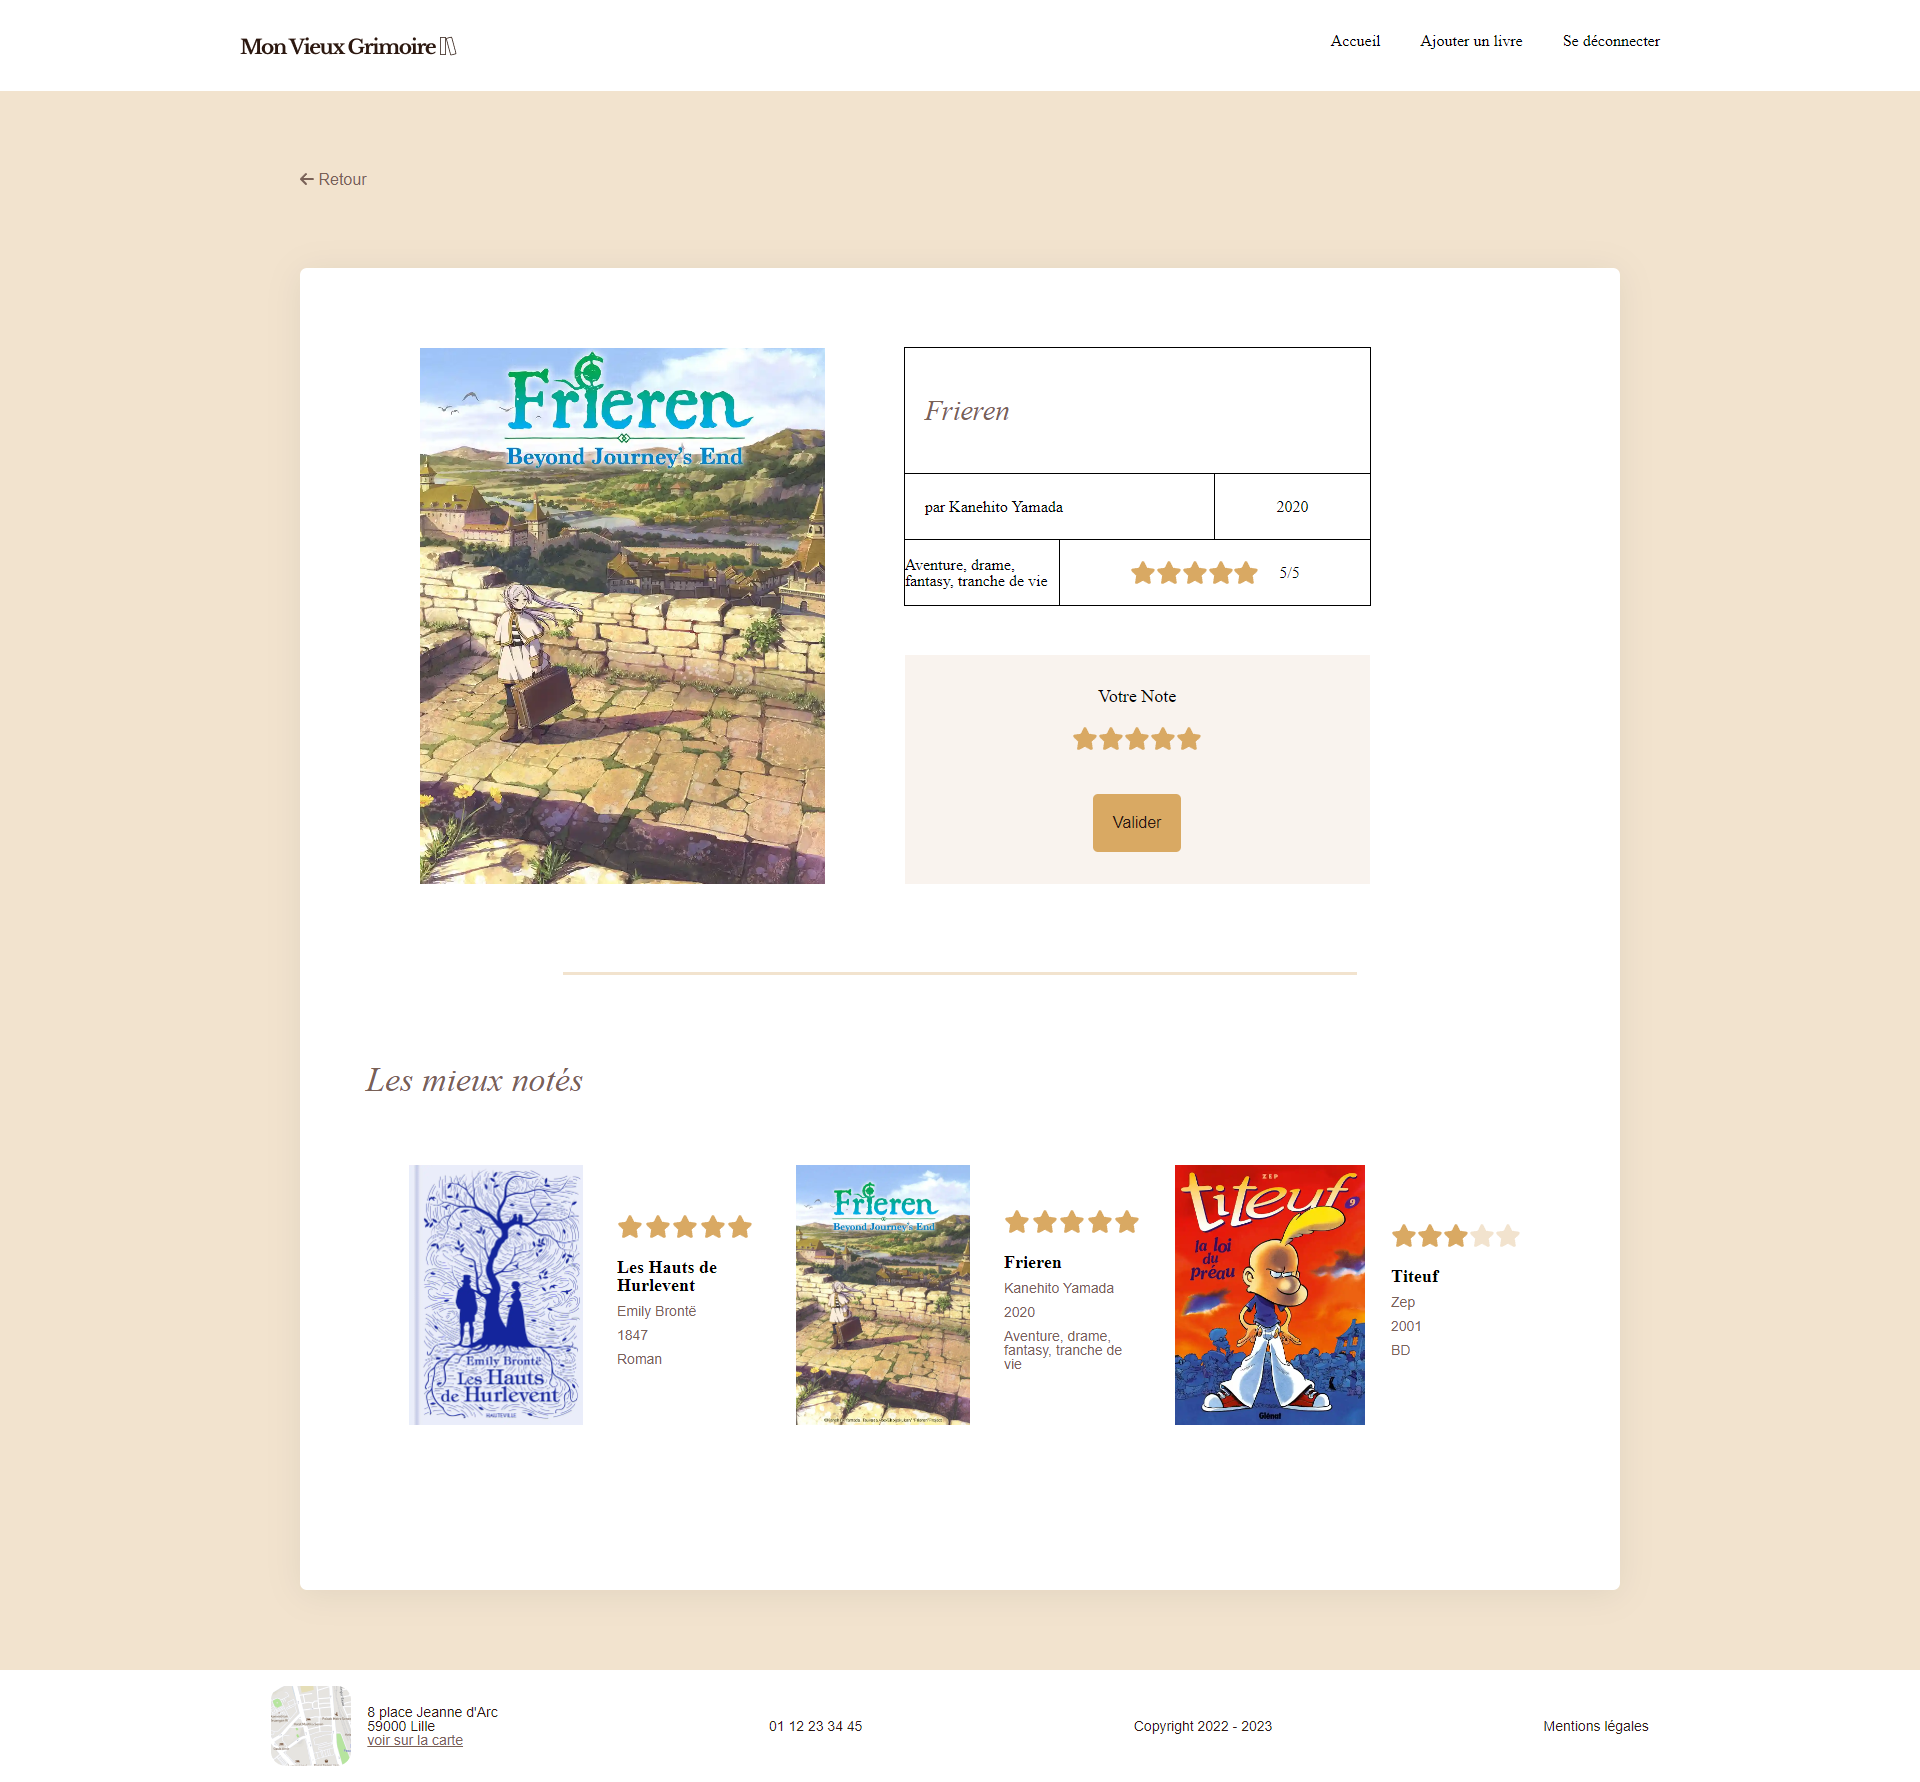 Mon Vieux Grimoire
Accueil
Ajouter un livre
Se déconnecter
Retour
Frieren
Beyond Journey's End
Frieren
par Kanehito Yamada
2020
Aventure, drame,
fantasy, tranche de vie
5/5
Votre Note
Valider
Les mieux notés
Emily Brontë
Les Hauts
de Hurlevent
HAUTEVILLE
Les Hauts de
Hurlevent
Emily Brontë
1847
Roman
Frieren
Beyond Journey's End
Frieren
Kanehito Yamada
2020
Aventure, drame,
fantasy, tranche de
vie
ZEP
titeuf
9
la loi
du
préau
Glénat
Titeuf
Zep
2001
BD
8 place Jeanne d'Arc
59000 Lille
voir sur la carte
01 12 23 34 45
Copyright 2022 - 2023
Mentions légales